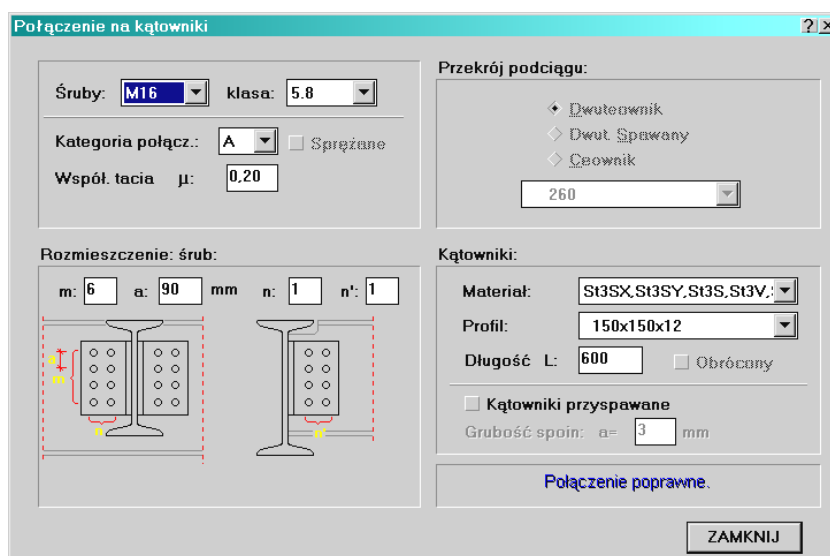 Połączenie na kątowniki
Śruby: M16 klasa: 5.8
Kategoria połącz.: A Sprężane
Współ. tacia μ: 0,20
Przekrój podciągu:
Dwuteownik
Dwut. Spawany
Ceownik
260
Rozmieszczenie: śrub:
m: 6 a: 90 mm n: 1 n': 1
a
m
n
n'
Kątowniki:
Materiał: St3SX,St3SY,St3S,St3V,
Profil: 150x150x12
Długość L: 600 Obrócony
Kątowniki przyspawane
Grubość spoin: a= 3 mm
Połączenie poprawne.
ZAMKNIJ